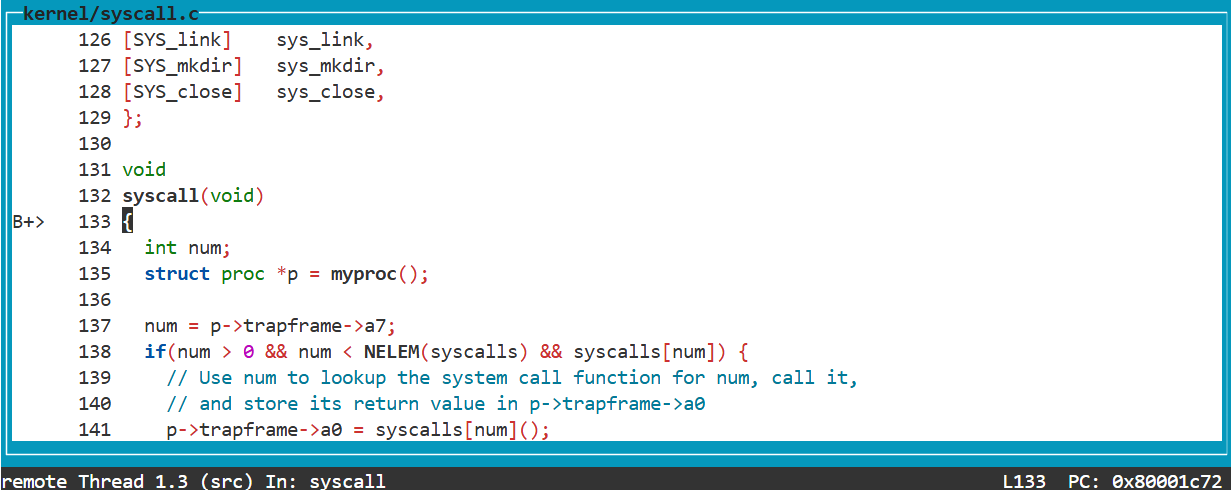 kernel/syscall.c
126 [SYS_link]    sys_link,
127 [SYS_mkdir]   sys_mkdir,
128 [SYS_close]   sys_close,
129 };
130
131 void
132 syscall(void)
B+> 133 {
134   int num;
135   struct proc *p = myproc();
136
137   num = p->trapframe->a7;
138   if(num > 0 && num < NELEM(syscalls) && syscalls[num]) {
139     // Use num to lookup the system call function for num, call it,
140     // and store its return value in p->trapframe->a0
141     p->trapframe->a0 = syscalls[num]();
remote Thread 1.3 (src) In: syscall L133 PC: 0x80001c72